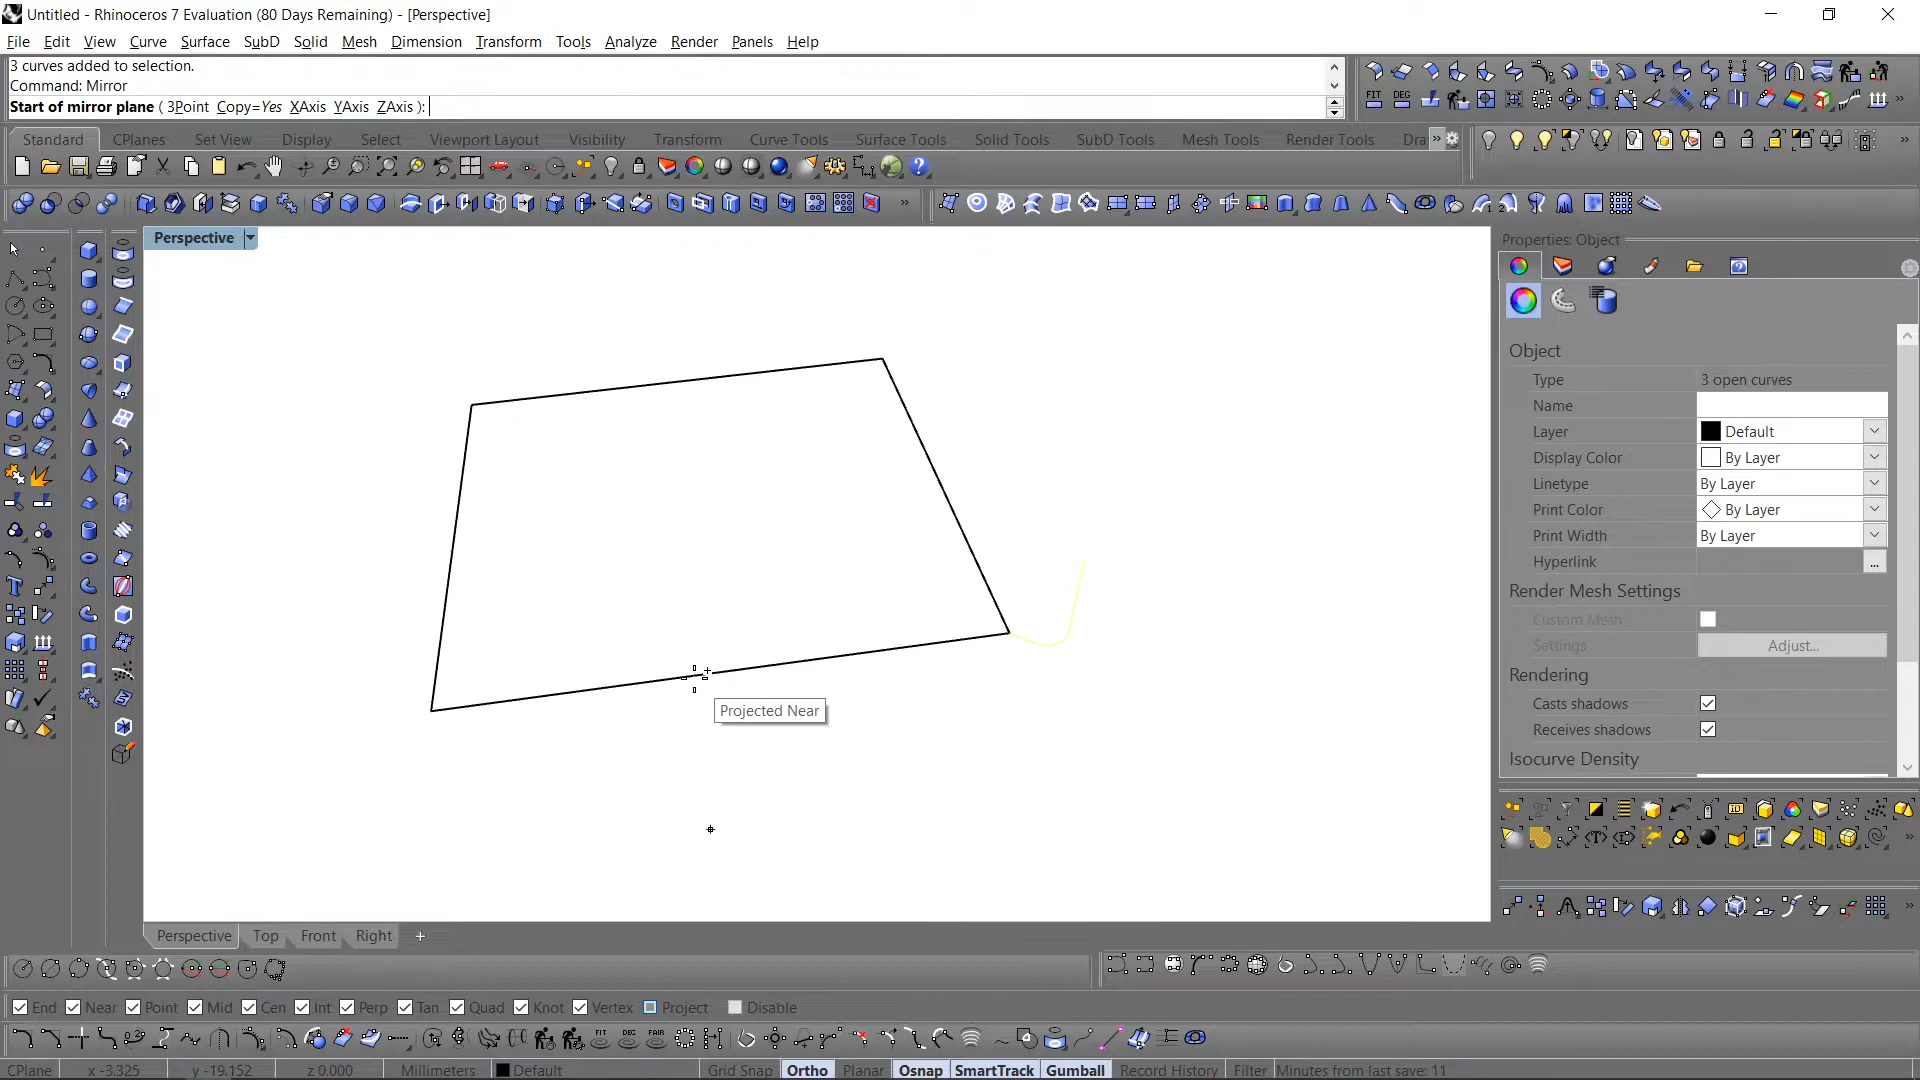 Untitled - Rhinoceros 7 Evaluation (80 Days Remaining) - [Perspective]
File Edit View Curve Surface SubD Solid Mesh Dimension Transform Tools Analyze Render Panels Help
3 curves added to selection.
Command: Mirror
Start of mirror plane ( 3Point Copy=Yes XAxis YAxis ZAxis ):
FIT DEG
Standard CPlanes Set View Display Select Viewport Layout Visibility Transform Curve Tools Surface Tools Solid Tools SubD Tools Mesh Tools Render Tools Dra
Perspective
Properties: Object
Object
Type 3 open curves
Name
Layer Default
Display Color By Layer
Linetype By Layer
Print Color By Layer
Print Width By Layer
Hyperlink ...
Render Mesh Settings
Custom Mesh
Settings Adjust...
Rendering
Casts shadows
Receives shadows
Isocurve Density
Projected Near
Perspective Top Front Right +
End Near Point Mid Cen Int Perp Tan Quad Knot Vertex Project Disable
FIT DEG FAIR
CPlane x -3.325 y -19.152 z 0.000 Millimeters Default Grid Snap Ortho Planar Osnap SmartTrack Gumball Record History Filter Minutes from last save: 11